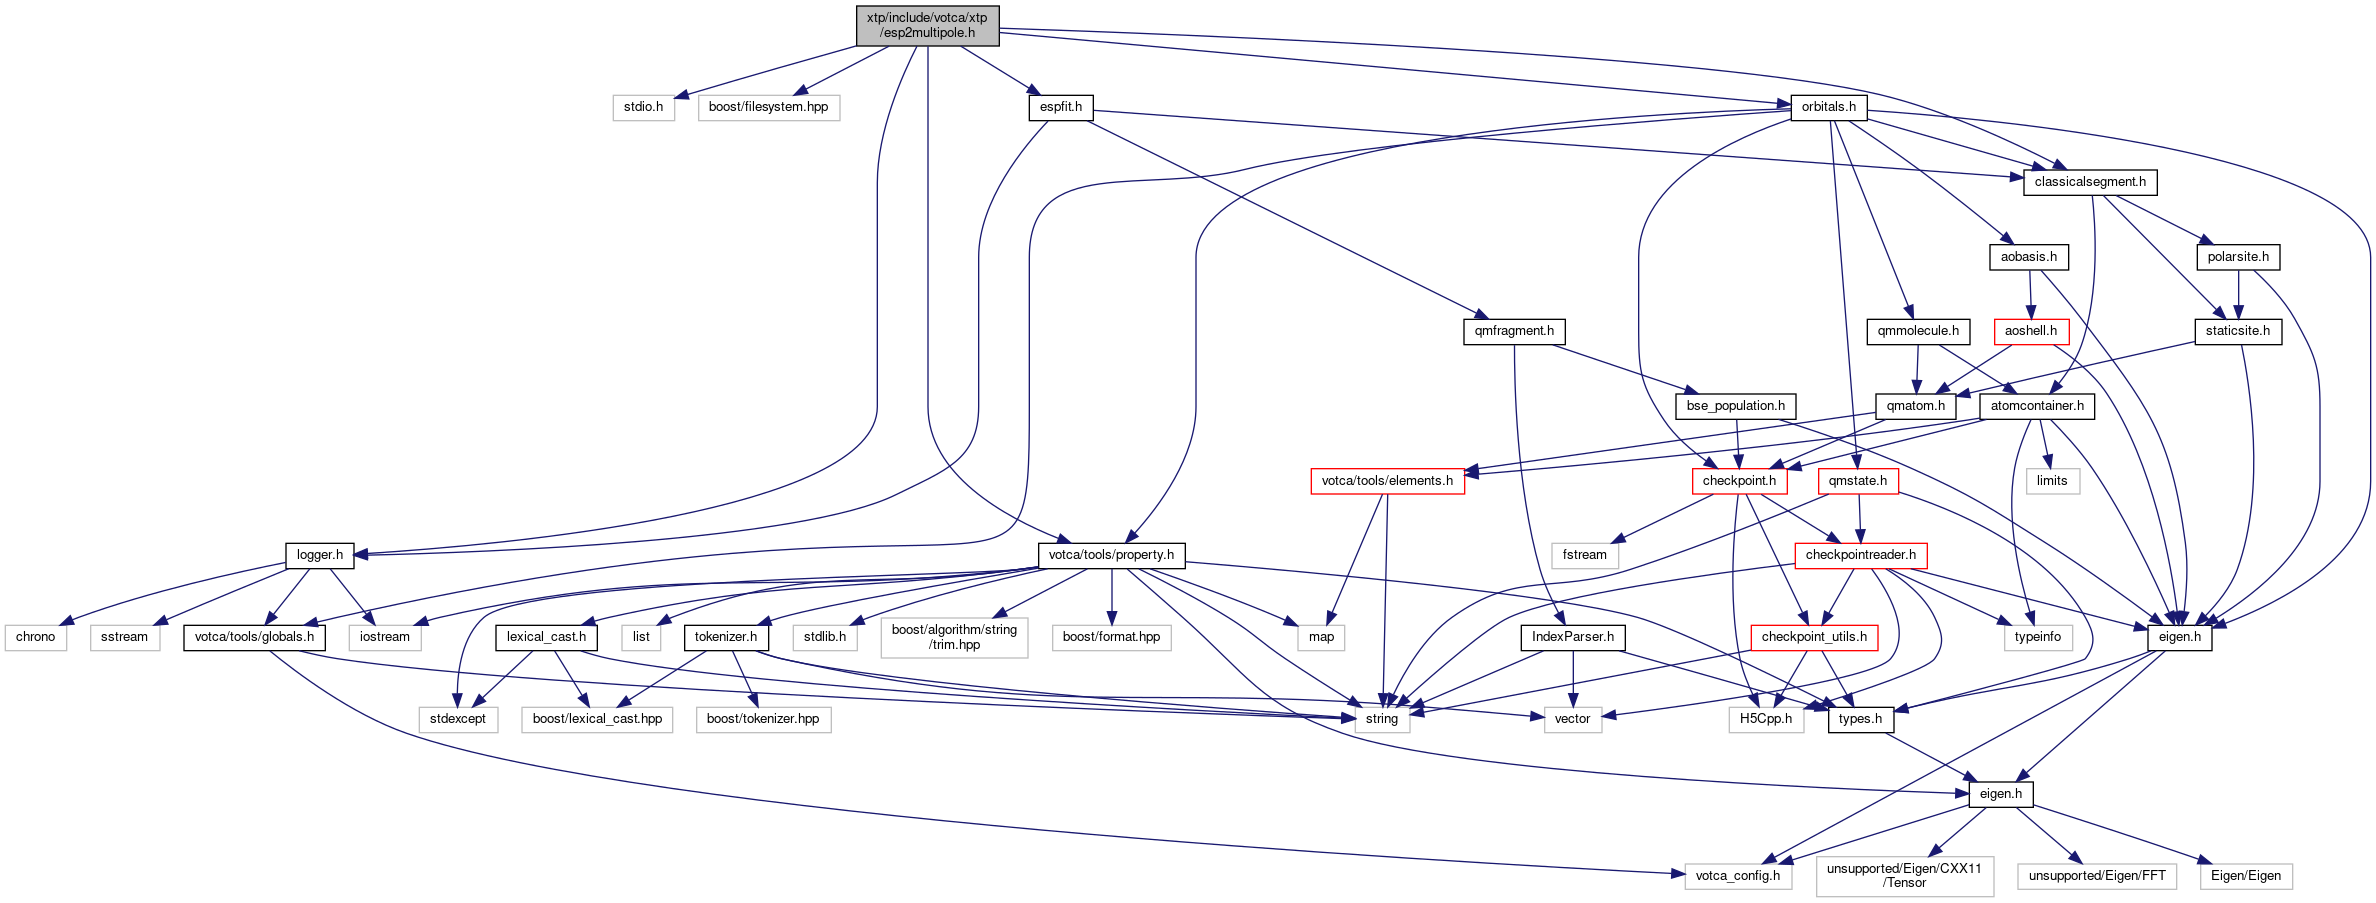 xtp/include/votca/xtp
/esp2multipole.h
stdio.h
boost/filesystem.hpp
espfit.h
orbitals.h
classicalsegment.h
aobasis.h
polarsite.h
qmfragment.h
qmmolecule.h
aoshell.h
staticsite.h
bse_population.h
qmatom.h
atomcontainer.h
votca/tools/elements.h
checkpoint.h
qmstate.h
limits
logger.h
votca/tools/property.h
fstream
checkpointreader.h
chrono
sstream
votca/tools/globals.h
iostream
lexical_cast.h
list
tokenizer.h
stdlib.h
boost/algorithm/string
/trim.hpp
boost/format.hpp
map
IndexParser.h
checkpoint_utils.h
typeinfo
eigen.h
stdexcept
boost/lexical_cast.hpp
boost/tokenizer.hpp
string
vector
H5Cpp.h
types.h
eigen.h
votca_config.h
unsupported/Eigen/CXX11
/Tensor
unsupported/Eigen/FFT
Eigen/Eigen